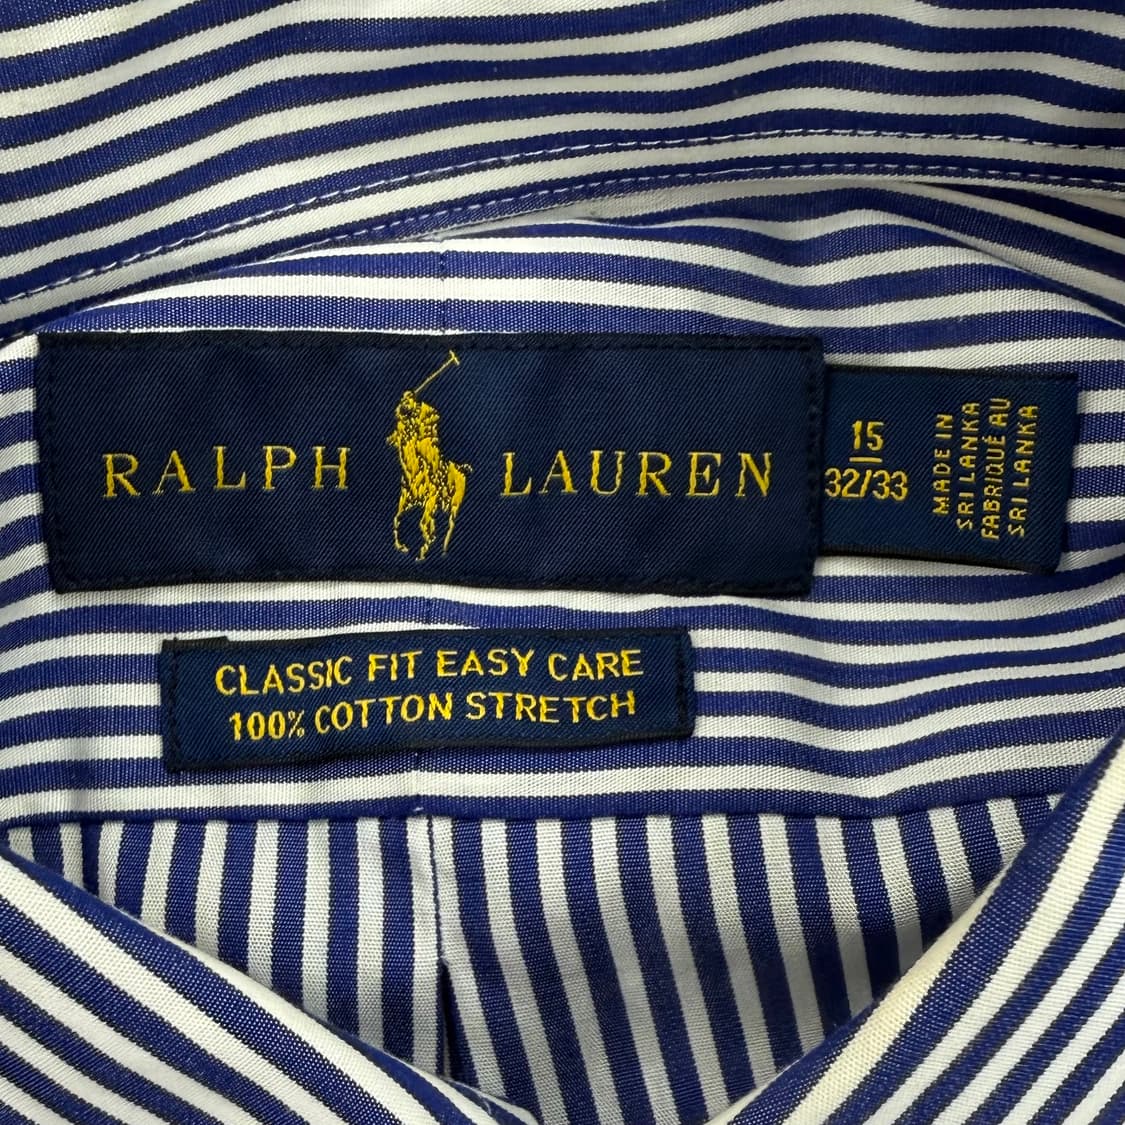 RALPH LAUREN
15
32/33
MADE IN
SRI LANKA
FABRIQUÉ AU
SRI LANKA
CLASSIC FIT EASY CARE
100% COTTON STRETCH